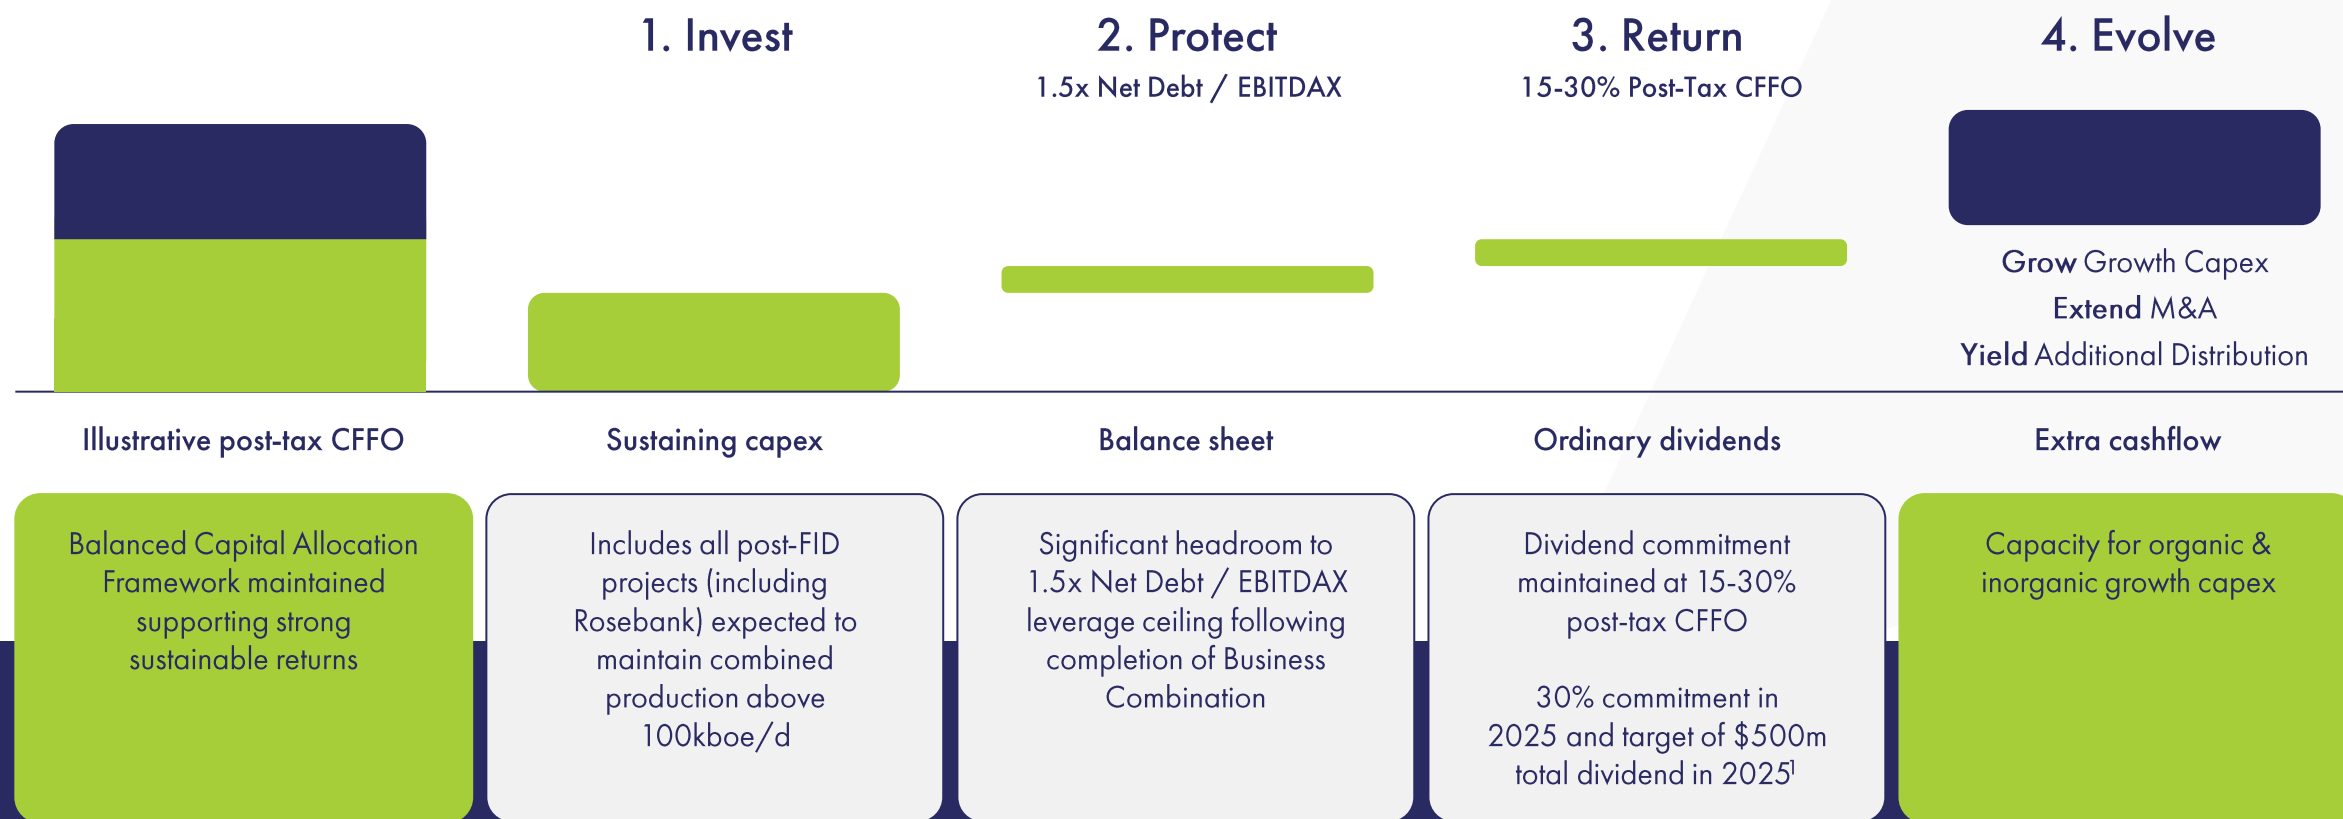 1. Invest
2. Protect
1.5x Net Debt / EBITDAX
3. Return
15-30% Post-Tax CFFO
4. Evolve
Grow Growth Capex
Extend M&A
Yield Additional Distribution
Illustrative post-tax CFFO
Sustaining capex
Balance sheet
Ordinary dividends
Extra cashflow
Balanced Capital Allocation
Framework maintained
supporting strong
sustainable returns
Includes all post-FID
projects (including
Rosebank) expected to
maintain combined
production above
100kboe/d
Significant headroom to
1.5x Net Debt / EBITDAX
leverage ceiling following
completion of Business
Combination
Dividend commitment
maintained at 15-30%
post-tax CFFO
30% commitment in
2025 and target of $500m
total dividend in 2025¹
Capacity for organic &
inorganic growth capex